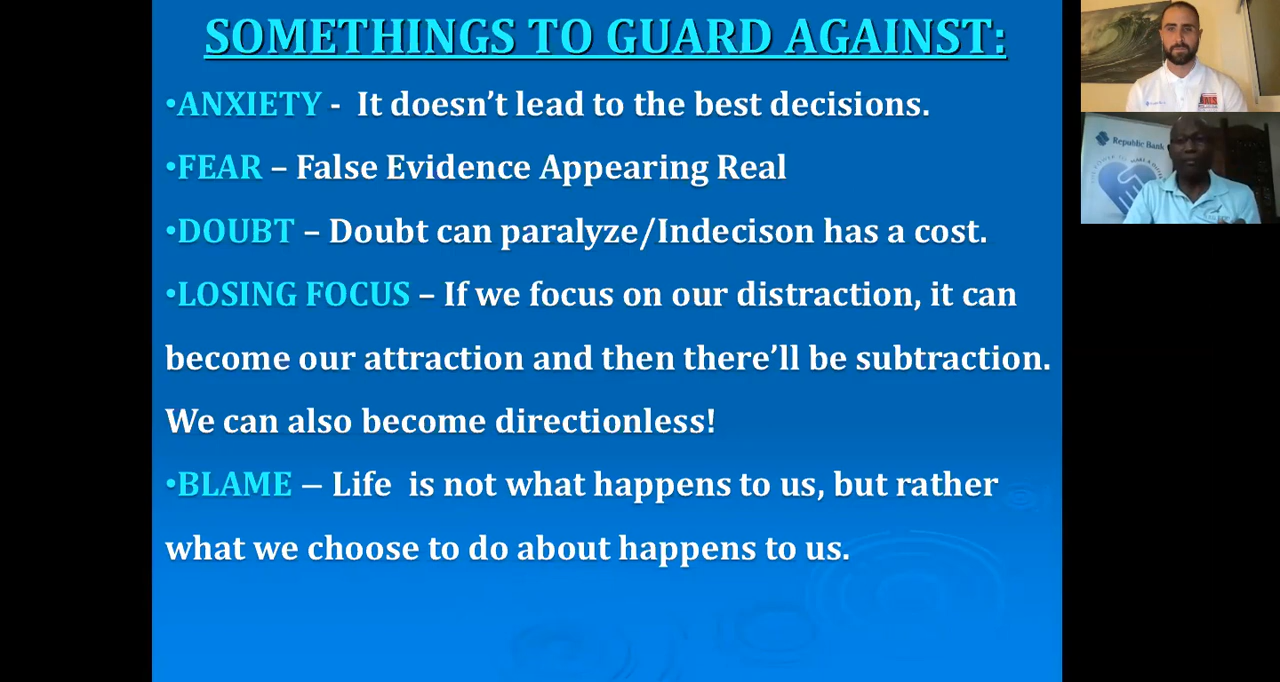 SOMETHINGS TO GUARD AGAINST:
•ANXIETY - It doesn’t lead to the best decisions.
•FEAR – False Evidence Appearing Real
•DOUBT – Doubt can paralyze/Indecison has a cost.
•LOSING FOCUS – If we focus on our distraction, it can
become our attraction and then there’ll be subtraction.
We can also become directionless!
•BLAME – Life is not what happens to us, but rather
what we choose to do about happens to us.
Republic Bank